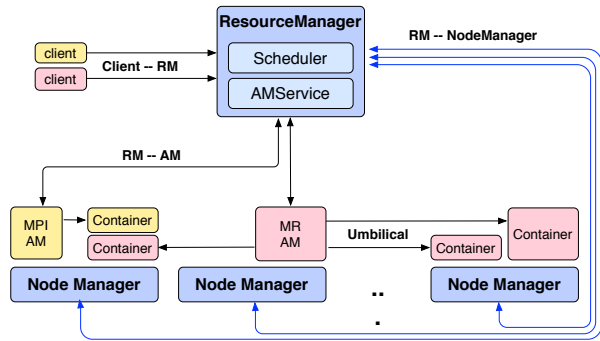 ResourceManager
client
Client -- RM
client
Scheduler
AMService
RM -- NodeManager
RM -- AM
MPI
AM
Container
Container
MR
AM
Umbilical
Container
Container
Node Manager
Node Manager
..
.
Node Manager